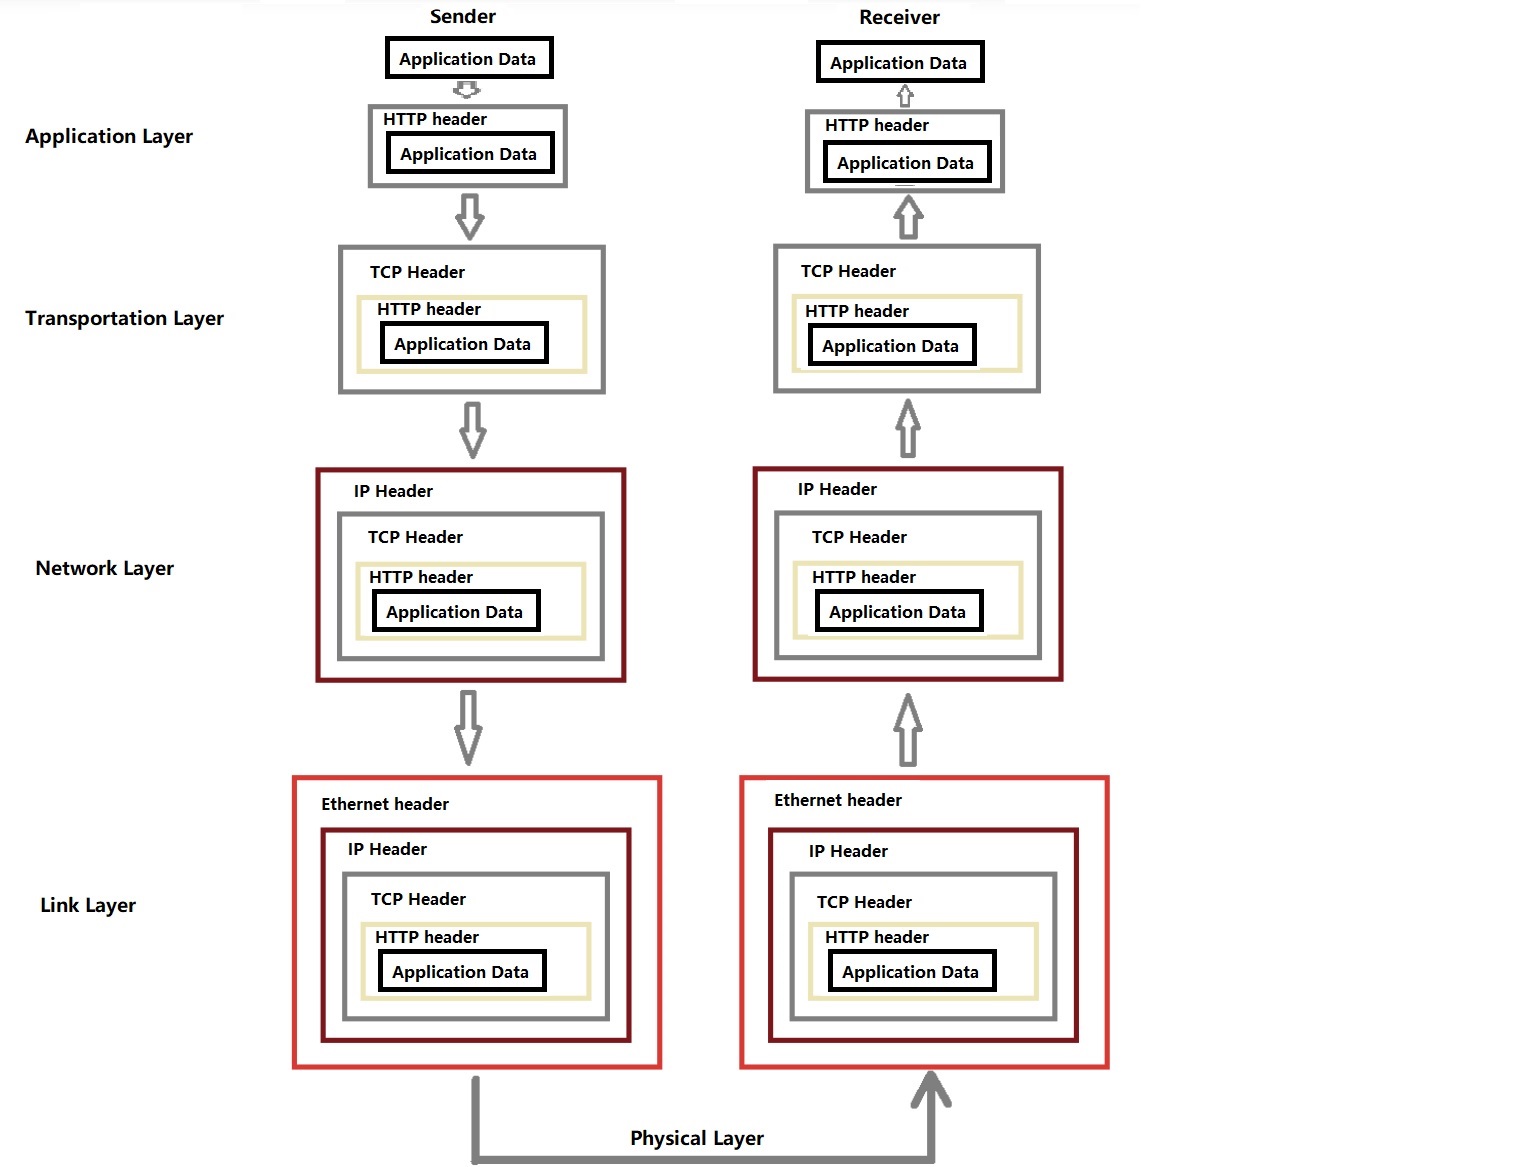 Sender
Receiver
Application Data
Application Data
Application Layer
HTTP header
Application Data
HTTP header
Application Data
Transportation Layer
TCP Header
HTTP header
Application Data
TCP Header
HTTP header
Application Data
Network Layer
IP Header
TCP Header
HTTP header
Application Data
IP Header
TCP Header
HTTP header
Application Data
Link Layer
Ethernet header
IP Header
TCP Header
HTTP header
Application Data
Ethernet header
IP Header
TCP Header
HTTP header
Application Data
Physical Layer